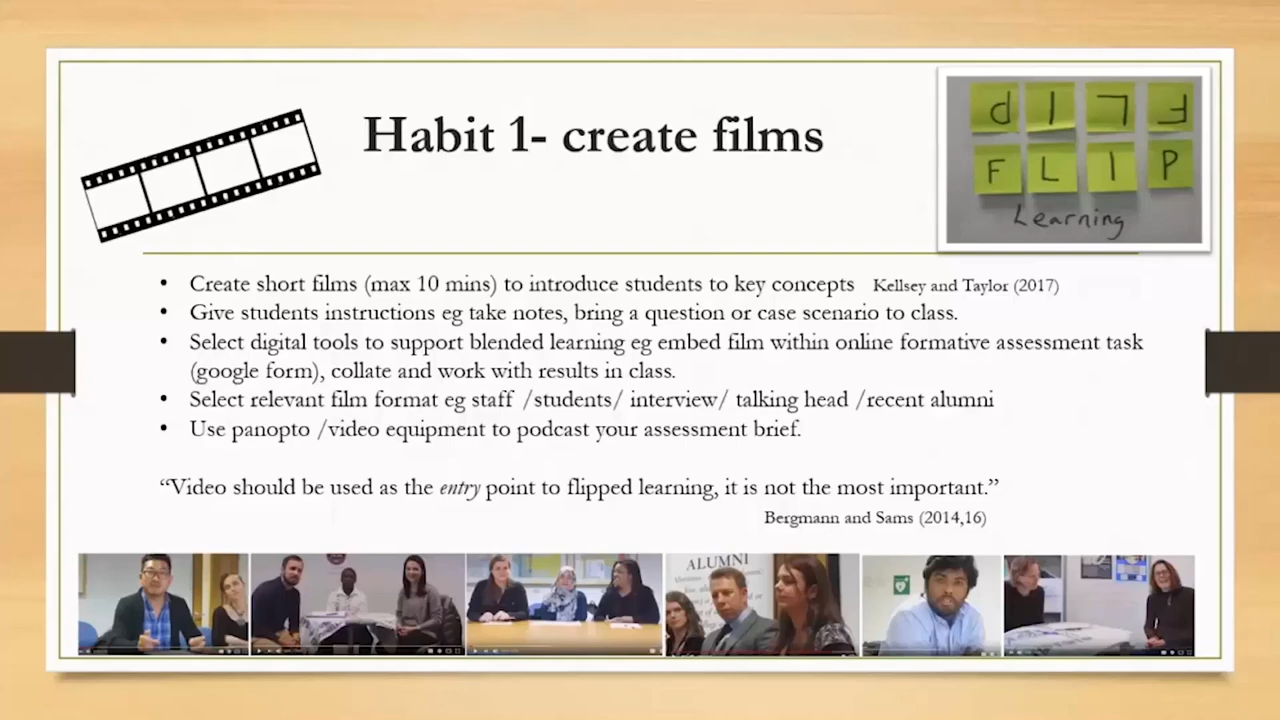 Habit 1- create films
FLIP
FLIP
Learning
• Create short films (max 10 mins) to introduce students to key concepts Kellsey and Taylor (2017)
• Give students instructions eg take notes, bring a question or case scenario to class.
• Select digital tools to support blended learning eg embed film within online formative assessment task
(google form), collate and work with results in class.
• Select relevant film format eg staff /students/ interview/ talking head /recent alumni
• Use panopto /video equipment to podcast your assessment brief.
“Video should be used as the entry point to flipped learning, it is not the most important.”
Bergmann and Sams (2014,16)
ALUMNI